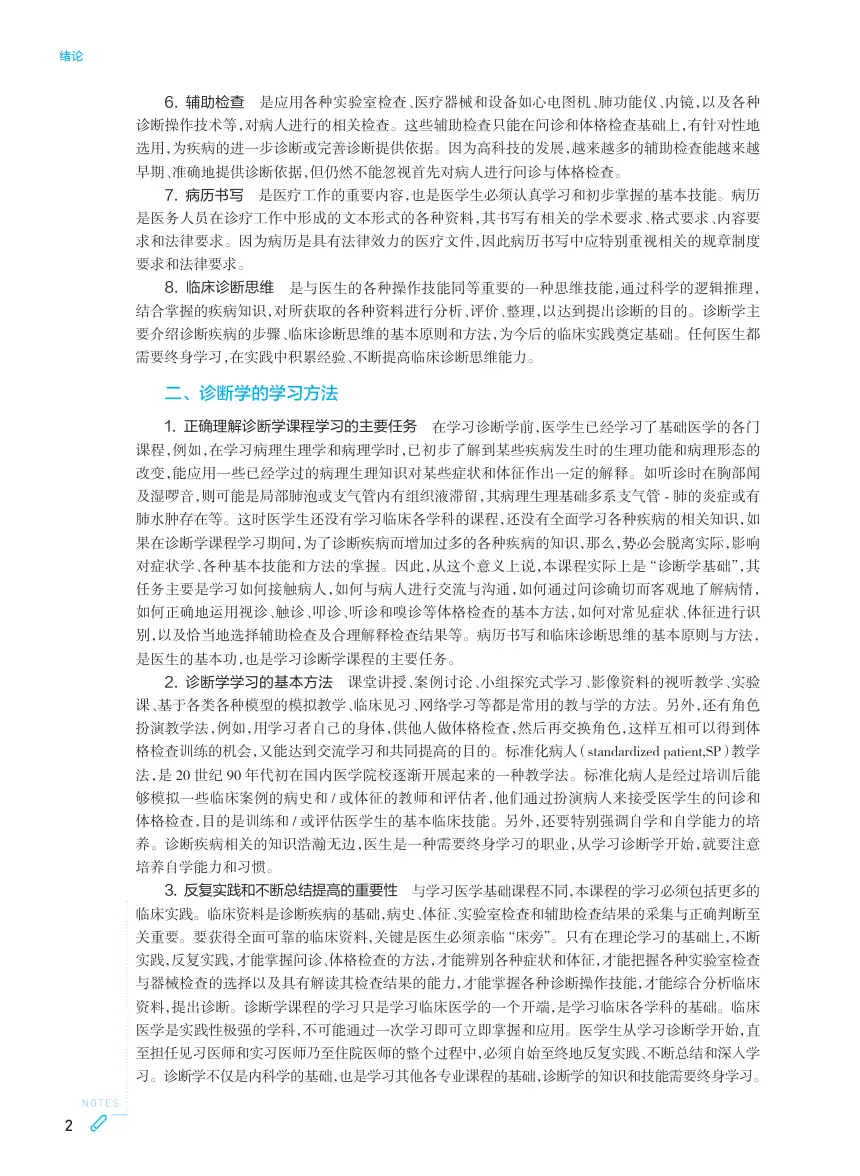 绪论
6. 辅助检查　是应用各种实验室检查、医疗器械和设备如心电图机、肺功能仪、内镜,以及各种
诊断操作技术等,对病人进行的相关检查。这些辅助检查只能在问诊和体格检查基础上,有针对性地
选用,为疾病的进一步诊断或完善诊断提供依据。因为高科技的发展,越来越多的辅助检查能越来越
早期、准确地提供诊断依据,但仍然不能忽视首先对病人进行问诊与体格检查。
7. 病历书写　是医疗工作的重要内容,也是医学生必须认真学习和初步掌握的基本技能。病历
是医务人员在诊疗工作中形成的文本形式的各种资料,其书写有相关的学术要求、格式要求、内容要
求和法律要求。因为病历是具有法律效力的医疗文件,因此病历书写中应特别重视相关的规章制度
要求和法律要求。
8. 临床诊断思维　是与医生的各种操作技能同等重要的一种思维技能,通过科学的逻辑推理,
结合掌握的疾病知识,对所获取的各种资料进行分析、评价、整理,以达到提出诊断的目的。诊断学主
要介绍诊断疾病的步骤、临床诊断思维的基本原则和方法,为今后的临床实践奠定基础。任何医生都
需要终身学习,在实践中积累经验、不断提高临床诊断思维能力。
二、诊断学的学习方法
1. 正确理解诊断学课程学习的主要任务　在学习诊断学前,医学生已经学习了基础医学的各门
课程,例如,在学习病理生理学和病理学时,已初步了解到某些疾病发生时的生理功能和病理形态的
改变,能应用一些已经学过的病理生理知识对某些症状和体征作出一定的解释。如听诊时在胸部闻
及湿啰音,则可能是局部肺泡或支气管内有组织液滞留,其病理生理基础多系支气管 - 肺的炎症或有
肺水肿存在等。这时医学生还没有学习临床各学科的课程,还没有全面学习各种疾病的相关知识,如
果在诊断学课程学习期间,为了诊断疾病而增加过多的各种疾病的知识,那么,势必会脱离实际,影响
对症状学、各种基本技能和方法的掌握。因此,从这个意义上说,本课程实际上是“诊断学基础”,其
任务主要是学习如何接触病人,如何与病人进行交流与沟通,如何通过问诊确切而客观地了解病情,
如何正确地运用视诊、触诊、叩诊、听诊和嗅诊等体格检查的基本方法,如何对常见症状、体征进行识
别,以及恰当地选择辅助检查及合理解释检查结果等。病历书写和临床诊断思维的基本原则与方法,
是医生的基本功,也是学习诊断学课程的主要任务。
2. 诊断学学习的基本方法　课堂讲授、案例讨论、小组探究式学习、影像资料的视听教学、实验
课、基于各类各种模型的模拟教学、临床见习、网络学习等都是常用的教与学的方法。另外,还有角色
扮演教学法,例如,用学习者自己的身体,供他人做体格检查,然后再交换角色,这样互相可以得到体
格检查训练的机会,又能达到交流学习和共同提高的目的。标准化病人（standardized patient,SP）教学
法,是 20 世纪 90 年代初在国内医学院校逐渐开展起来的一种教学法。标准化病人是经过培训后能
够模拟一些临床案例的病史和 / 或体征的教师和评估者,他们通过扮演病人来接受医学生的问诊和
体格检查,目的是训练和 / 或评估医学生的基本临床技能。另外,还要特别强调自学和自学能力的培
养。诊断疾病相关的知识浩瀚无边,医生是一种需要终身学习的职业,从学习诊断学开始,就要注意
培养自学能力和习惯。
3. 反复实践和不断总结提高的重要性　与学习医学基础课程不同,本课程的学习必须包括更多的
临床实践。临床资料是诊断疾病的基础,病史、体征、实验室检查和辅助检查结果的采集与正确判断至
关重要。要获得全面可靠的临床资料,关键是医生必须亲临“床旁”。只有在理论学习的基础上,不断
实践,反复实践,才能掌握问诊、体格检查的方法,才能辨别各种症状和体征,才能把握各种实验室检查
与器械检查的选择以及具有解读其检查结果的能力,才能掌握各种诊断操作技能,才能综合分析临床
资料,提出诊断。诊断学课程的学习只是学习临床医学的一个开端,是学习临床各学科的基础。临床
医学是实践性极强的学科,不可能通过一次学习即可立即掌握和应用。医学生从学习诊断学开始,直
至担任见习医师和实习医师乃至住院医师的整个过程中,必须自始至终地反复实践、不断总结和深入学
习。诊断学不仅是内科学的基础,也是学习其他各专业课程的基础,诊断学的知识和技能需要终身学习。
NOTES
2